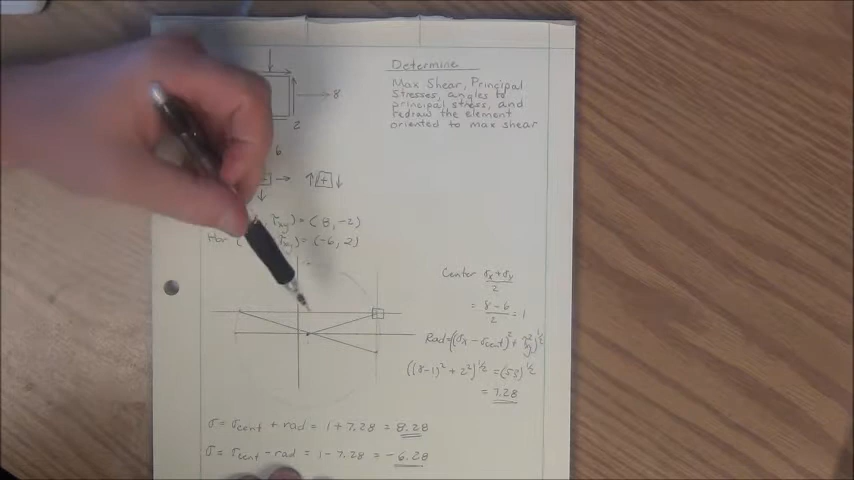 Determine
Max Shear, Principal
Stresses, angles to
principal stress, and
redraw the element
oriented to max shear
8
2
6
τxy) = (8, -2)
Hor ( τxy) = (-6, 2)
Center σx+σy
2
= 8-6
2 = 1
Rad = ((σx - σcent)² + τ²xy)^½
((8-1)² + 2²)^½ = (53)^½
= 7.28
σ = σcent + rad = 1 + 7.28 = 8.28
σ = σcent - rad = 1 - 7.28 = -6.28